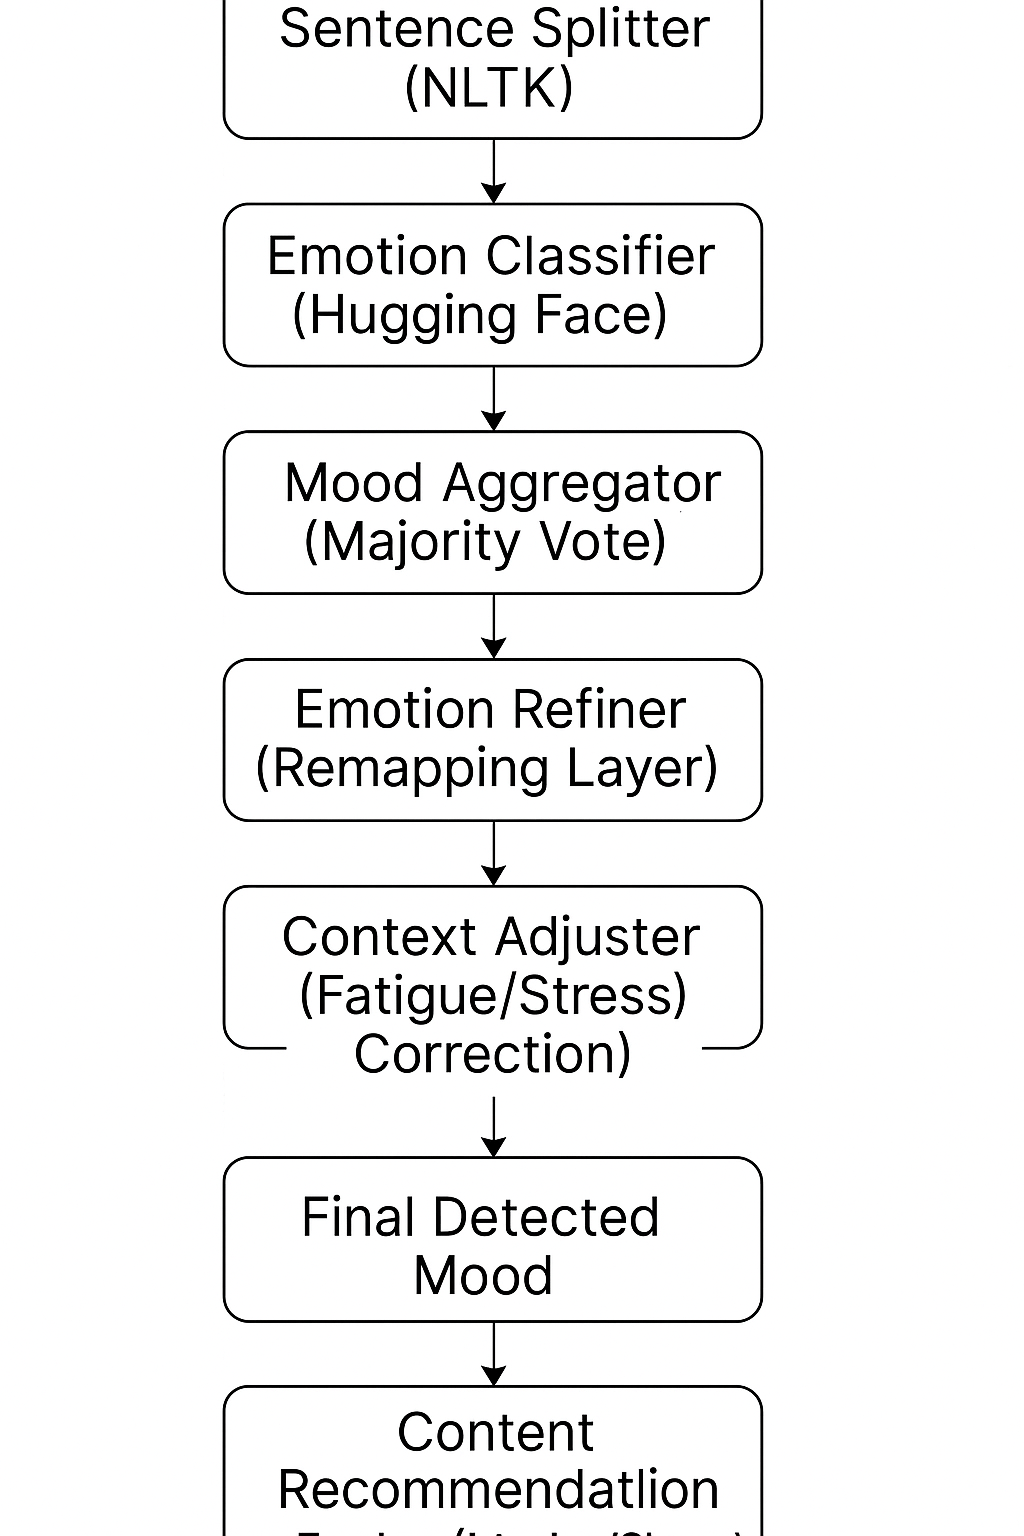 Sentence Splitter
(NLTK)
Emotion Classifier
(Hugging Face)
Mood Aggregator
(Majority Vote)
Emotion Refiner
(Remapping Layer)
Context Adjuster
(Fatigue/Stress)
Correction)
Final Detected
Mood
Content
Recommendatlion